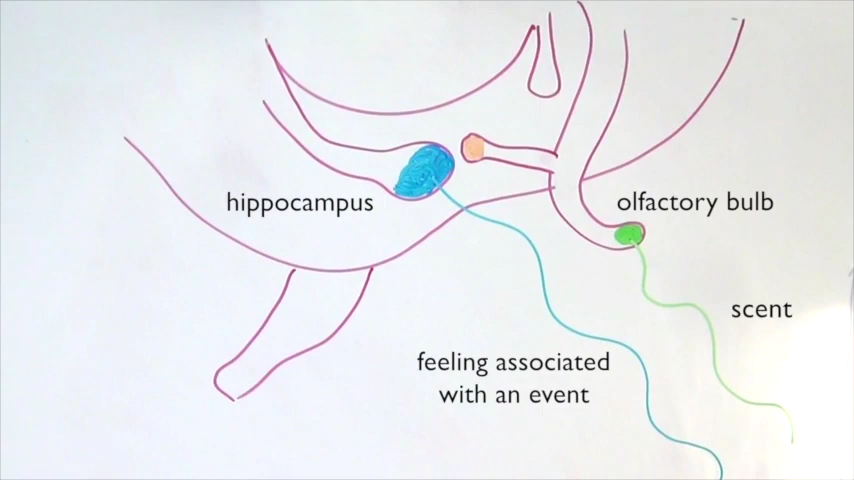 hippocampus
olfactory bulb
scent
feeling associated
with an event